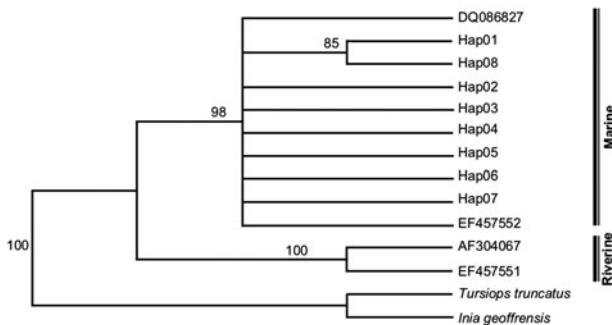 DQ086827
85
Hap01
Hap08
Hap02
98
Hap03
Hap04
Hap05
Hap06
Hap07
EF457552
Marine
100
AF304067
100
EF457551
Riverine
Tursiops truncatus
Inia geoffrensis